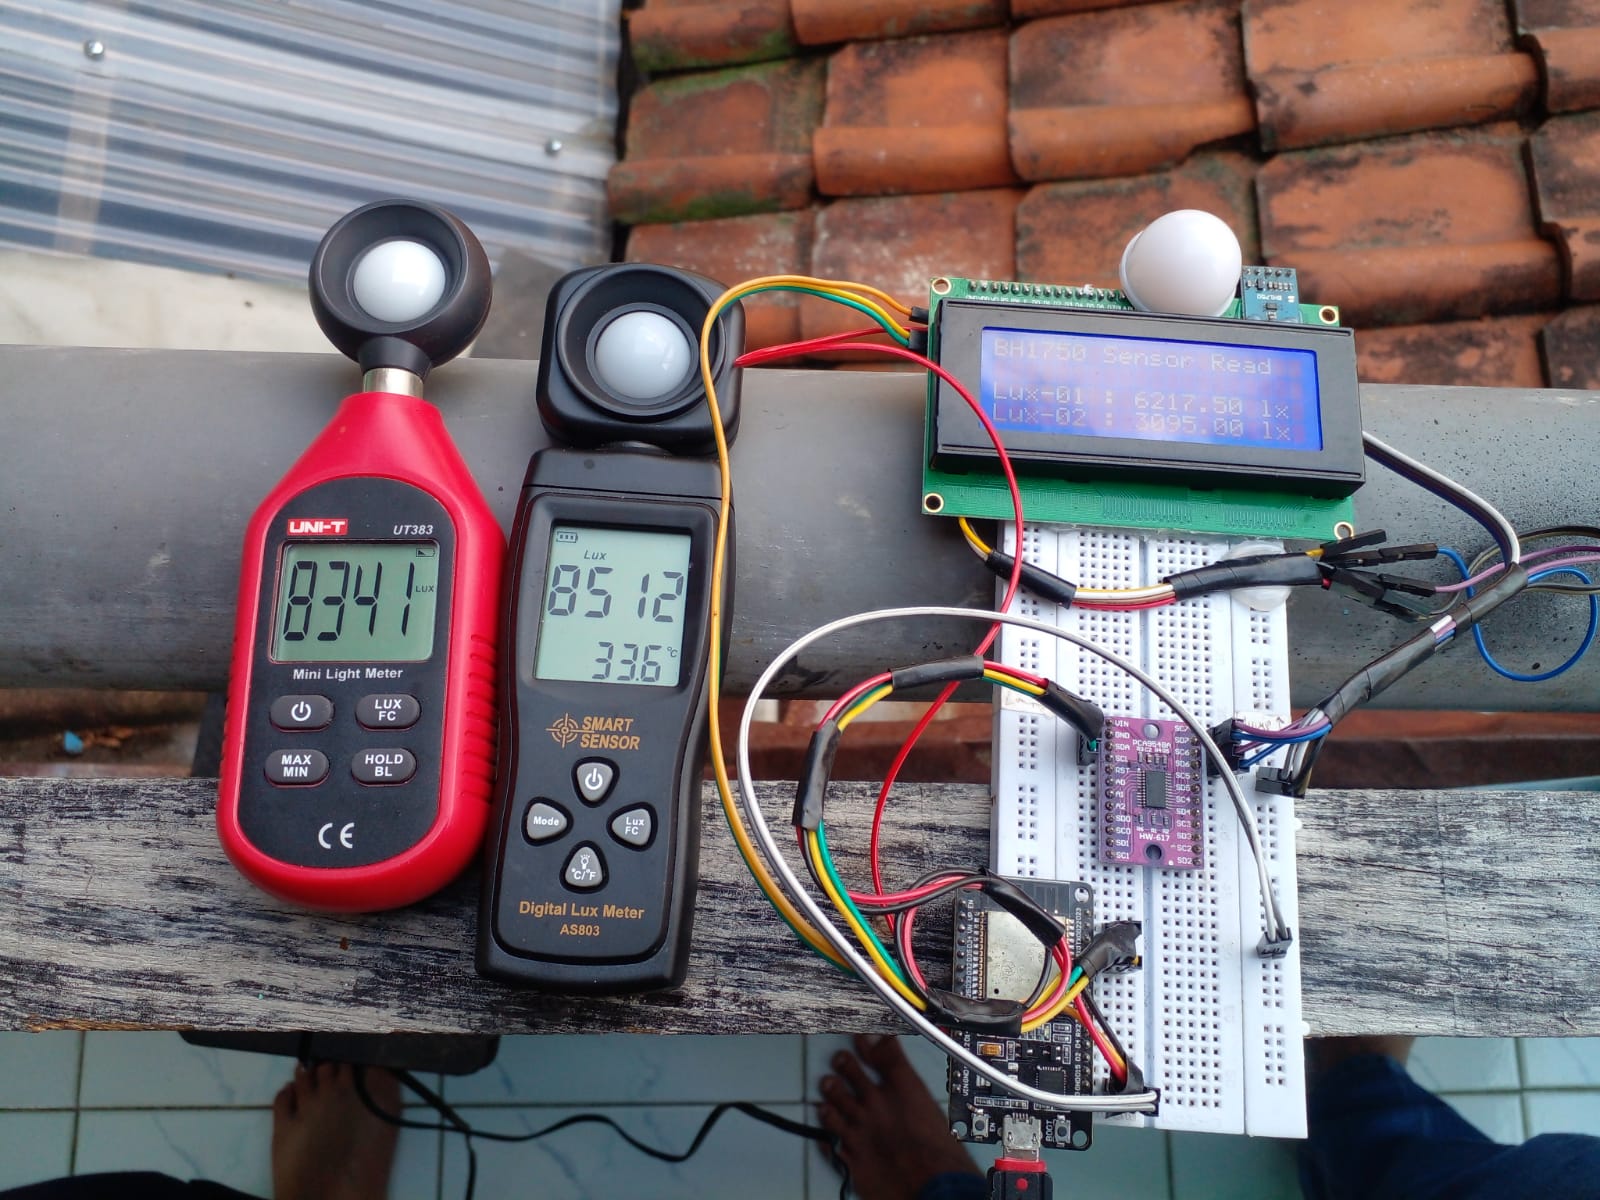 UNI-T
UT383
8341
LUX
Mini Light Meter
LUX
FC
MAX
MIN
HOLD
BL
CE
Lux
8512
33.6 °C
SMART
SENSOR
Mode
Lux
FC
°C/°F
Digital Lux Meter
AS803
BH1750 Sensor Read
Lux-01 : 6217.50 lx
Lux-02 : 3095.00 lx
BH1750
VIN
GND
SDA
SCL
RST
A0
A1
A2
SD0
SC0
SD1
SC1
PCA9548A
HW-617
SC7
SD7
SC6
SD6
SC5
SD5
SC4
SD4
SC3
SD3
SC2
SD2
EN
BOOT